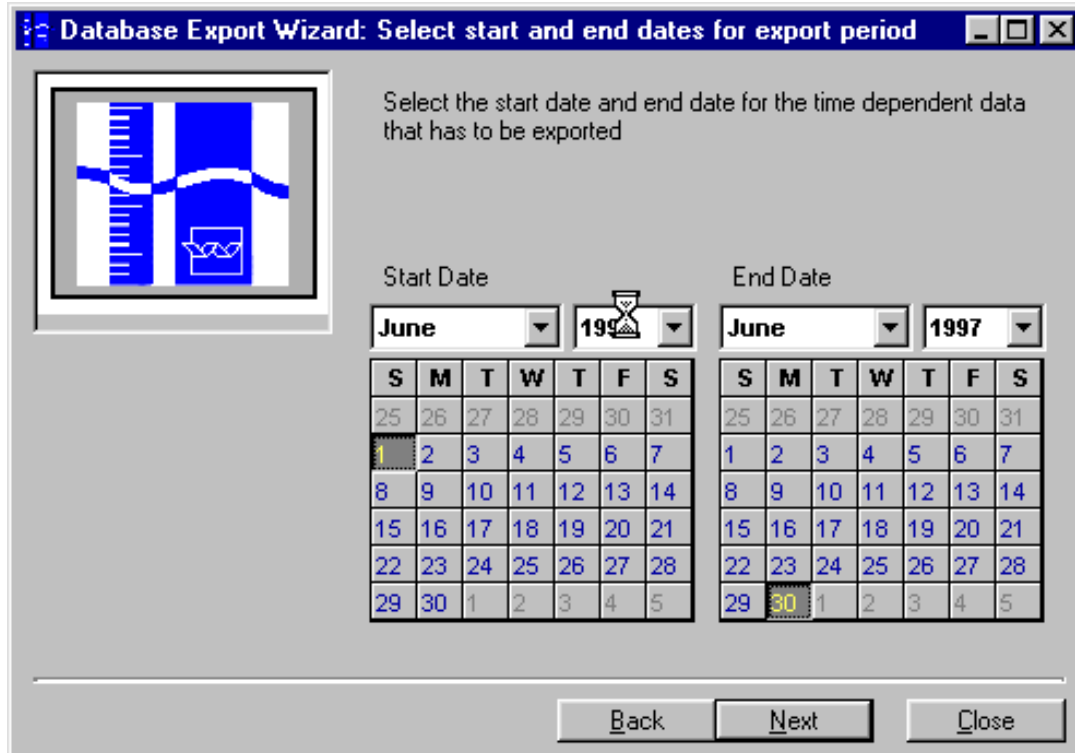 Database Export Wizard: Select start and end dates for export period
Select the start date and end date for the time dependent data
that has to be exported
Start Date
June
S M T W T F S
25 26 27 28 29 30 31
1 2 3 4 5 6 7
8 9 10 11 12 13 14
15 16 17 18 19 20 21
22 23 24 25 26 27 28
29 30 1 2 3 4 5
End Date
June 1997
S M T W T F S
25 26 27 28 29 30 31
1 2 3 4 5 6 7
8 9 10 11 12 13 14
15 16 17 18 19 20 21
22 23 24 25 26 27 28
29 30 1 2 3 4 5
Back Next Close